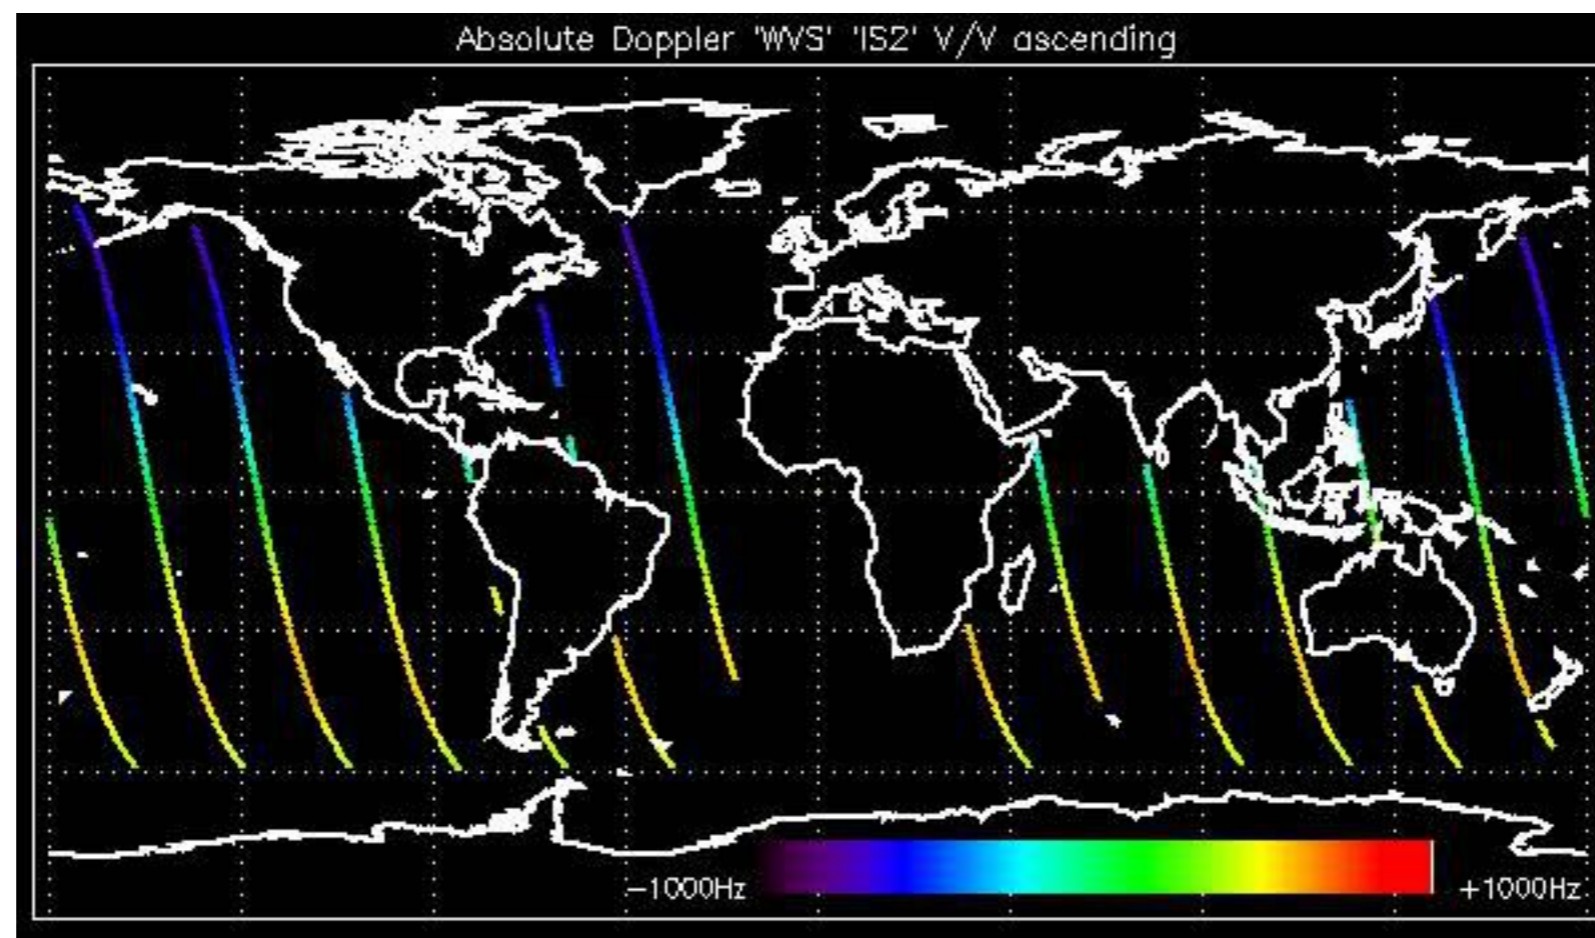 Absolute Doppler 'WVS' 'IS2' V/V ascending
−1000Hz
+1000Hz